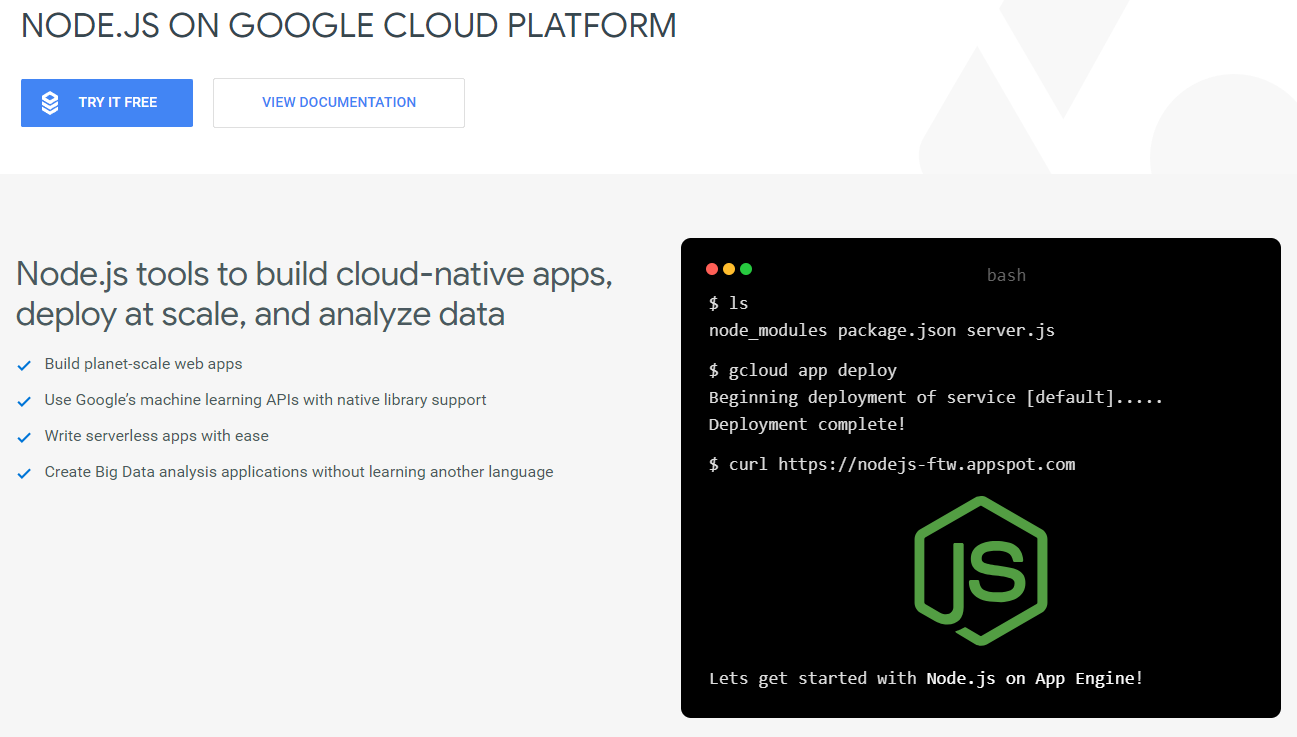 NODE.JS ON GOOGLE CLOUD PLATFORM
TRY IT FREE
VIEW DOCUMENTATION
Node.js tools to build cloud-native apps,
deploy at scale, and analyze data
Build planet-scale web apps
Use Google’s machine learning APIs with native library support
Write serverless apps with ease
Create Big Data analysis applications without learning another language
bash
$ ls
node_modules package.json server.js
$ gcloud app deploy
Beginning deployment of service [default].....
Deployment complete!
$ curl https://nodejs-ftw.appspot.com
JS
Lets get started with Node.js on App Engine!